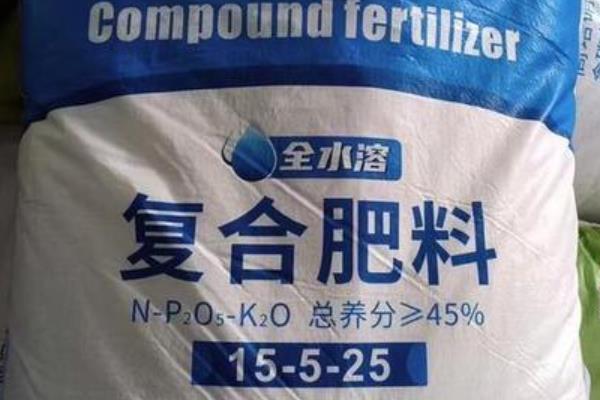 Compound fertilizer
全水溶
复合肥料
N-P₂O₅-K₂O 总养分≥45%
15-5-25